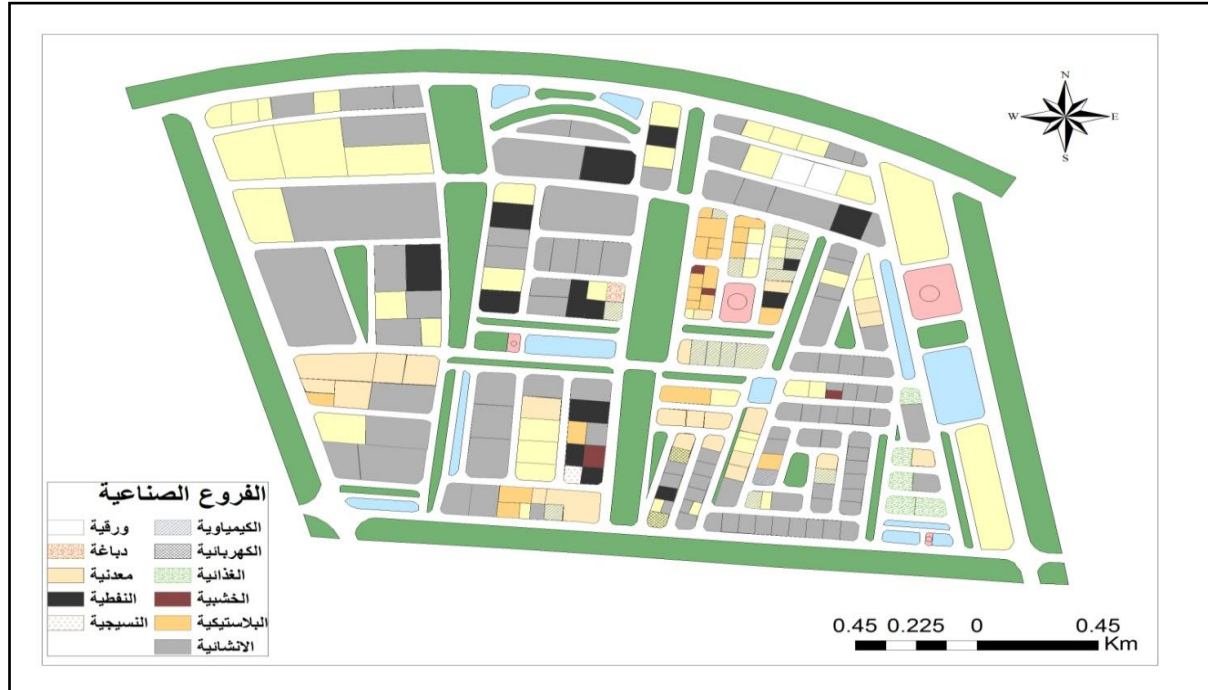 N
W E
S
الفروع الصناعية
الكيمياوية ورقية
الكهربائية دباغة
الغذائية معدنية
الخشبية النفطية
البلاستيكية النسيجية
الانشائية
0.45 0.225 0 0.45
Km